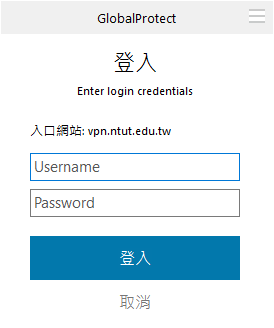 GlobalProtect
登入
Enter login credentials
入口網站: vpn.ntut.edu.tw
Username
Password
登入
取消